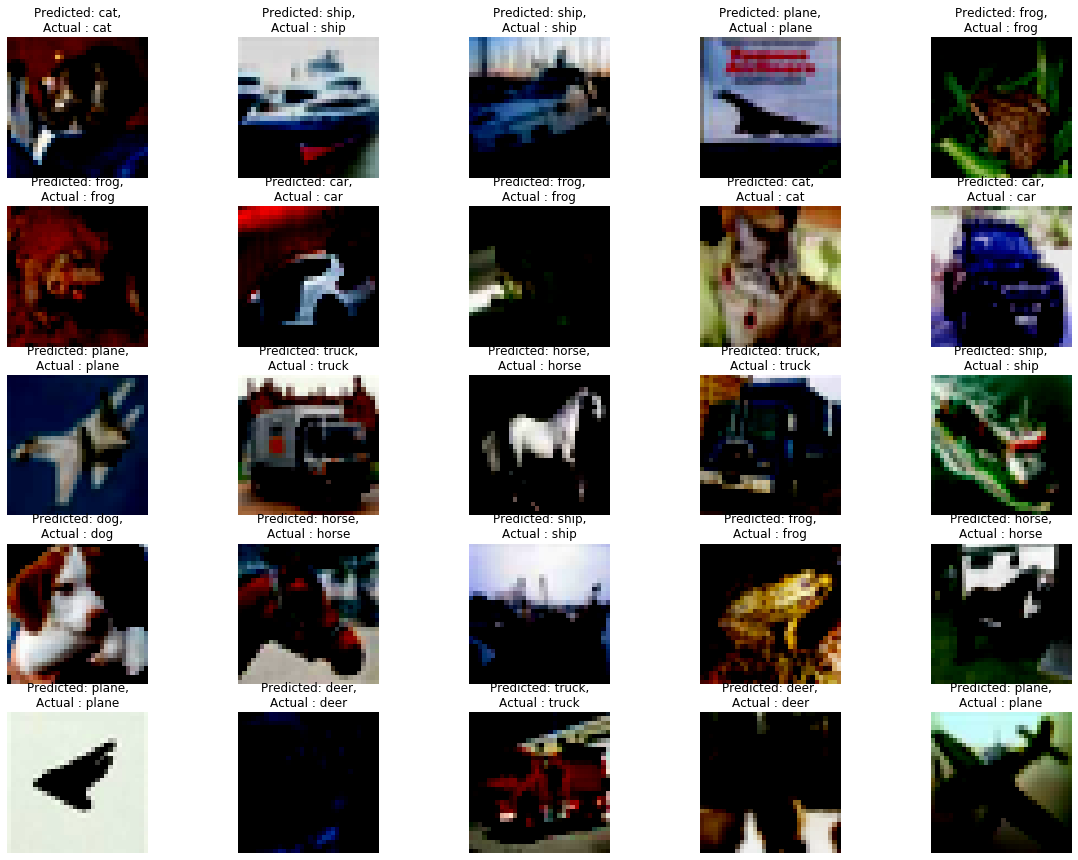 Predicted: cat,
Actual : cat
Predicted: ship,
Actual : ship
Predicted: ship,
Actual : ship
Predicted: plane,
Actual : plane
Predicted: frog,
Actual : frog
Predicted: frog,
Actual : frog
Predicted: car,
Actual : car
Predicted: frog,
Actual : frog
Predicted: cat,
Actual : cat
Predicted: car,
Actual : car
Predicted: plane,
Actual : plane
Predicted: truck,
Actual : truck
Predicted: horse,
Actual : horse
Predicted: truck,
Actual : truck
Predicted: ship,
Actual : ship
Predicted: dog,
Actual : dog
Predicted: horse,
Actual : horse
Predicted: ship,
Actual : ship
Predicted: frog,
Actual : frog
Predicted: horse,
Actual : horse
Predicted: plane,
Actual : plane
Predicted: deer,
Actual : deer
Predicted: truck,
Actual : truck
Predicted: deer,
Actual : deer
Predicted: plane,
Actual : plane